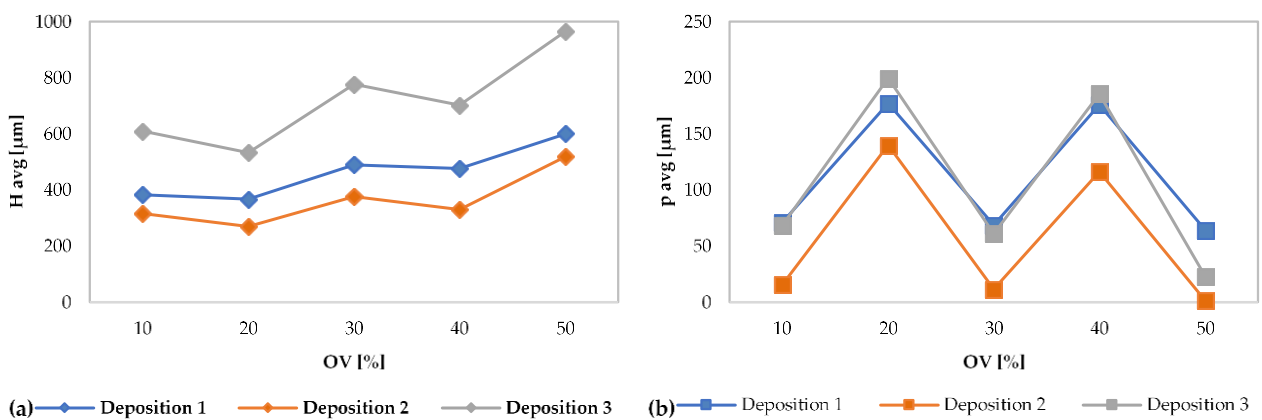 1000
800
600
400
200
0
H avg [µm]
10 20 30 40 50
OV [%]
(a) Deposition 1 Deposition 2 Deposition 3
250
200
150
100
50
0
p avg [µm]
10 20 30 40 50
OV [%]
(b) Deposition 1 Deposition 2 Deposition 3